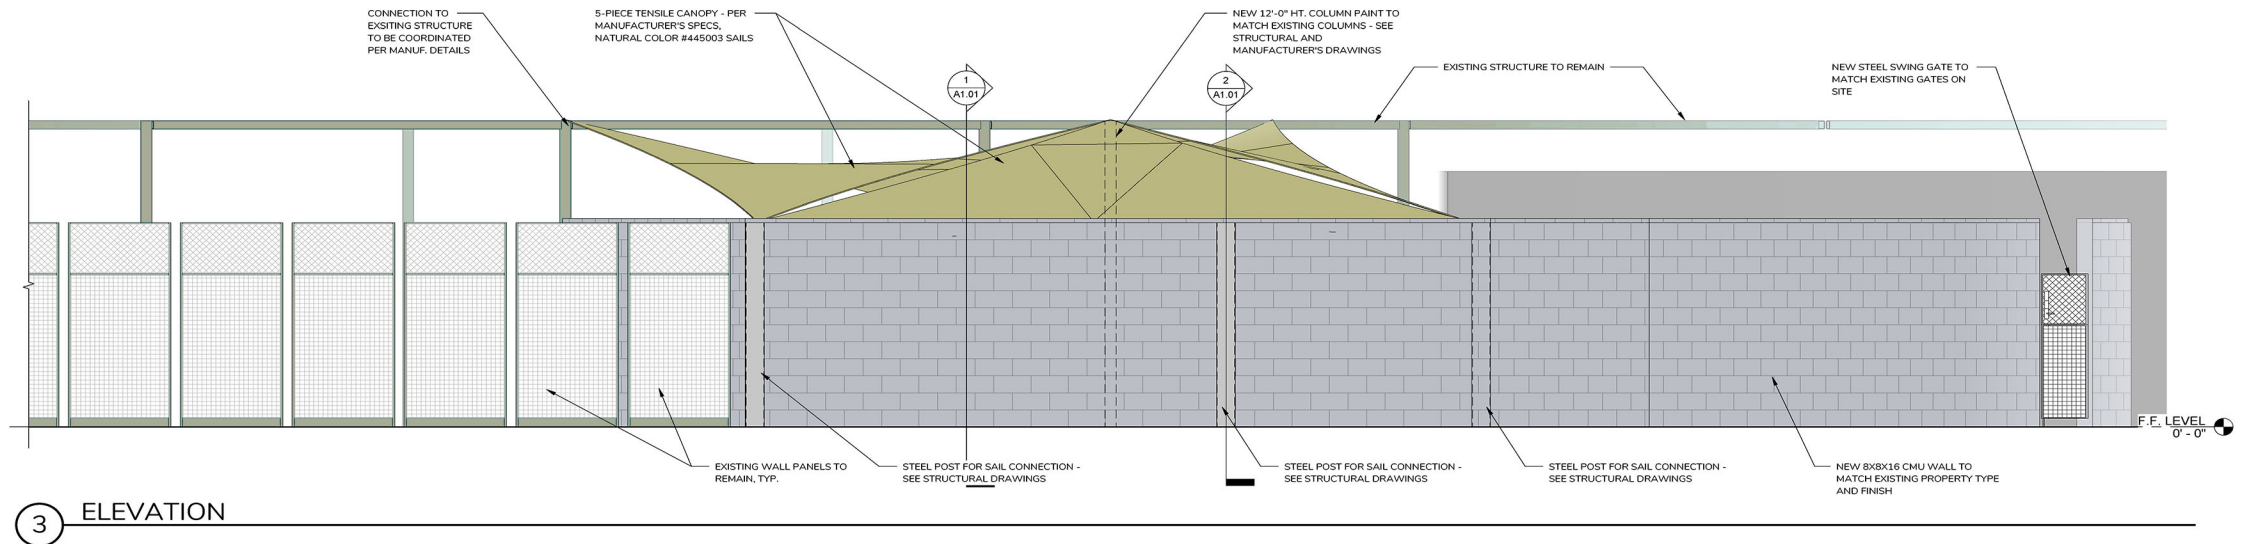 CONNECTION TO
EXSITING STRUCTURE
TO BE COORDINATED
PER MANUF. DETAILS
5-PIECE TENSILE CANOPY - PER
MANUFACTURER'S SPECS,
NATURAL COLOR #445003 SAILS
NEW 12'-0" HT. COLUMN PAINT TO
MATCH EXISTING COLUMNS - SEE
STRUCTURAL AND
MANUFACTURER'S DRAWINGS
EXISTING STRUCTURE TO REMAIN
NEW STEEL SWING GATE TO
MATCH EXISTING GATES ON
SITE
1
A1.01
2
A1.01
F.F. LEVEL
0' - 0"
EXISTING WALL PANELS TO
REMAIN, TYP.
STEEL POST FOR SAIL CONNECTION -
SEE STRUCTURAL DRAWINGS
STEEL POST FOR SAIL CONNECTION -
SEE STRUCTURAL DRAWINGS
STEEL POST FOR SAIL CONNECTION -
SEE STRUCTURAL DRAWINGS
NEW 8X8X16 CMU WALL TO
MATCH EXISTING PROPERTY TYPE
AND FINISH
3
ELEVATION